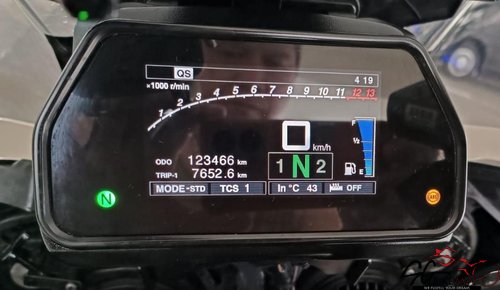 QS
4 19
×1000 r/min
1 2 3 4 5 6 7 8 9 10 11 12 13
0 km/h
F
½
E
ODO 123466 km
TRIP-1 7652.6 km
1 N 2
MODE-STD TCS 1 In °C 43 OFF
N
ABS